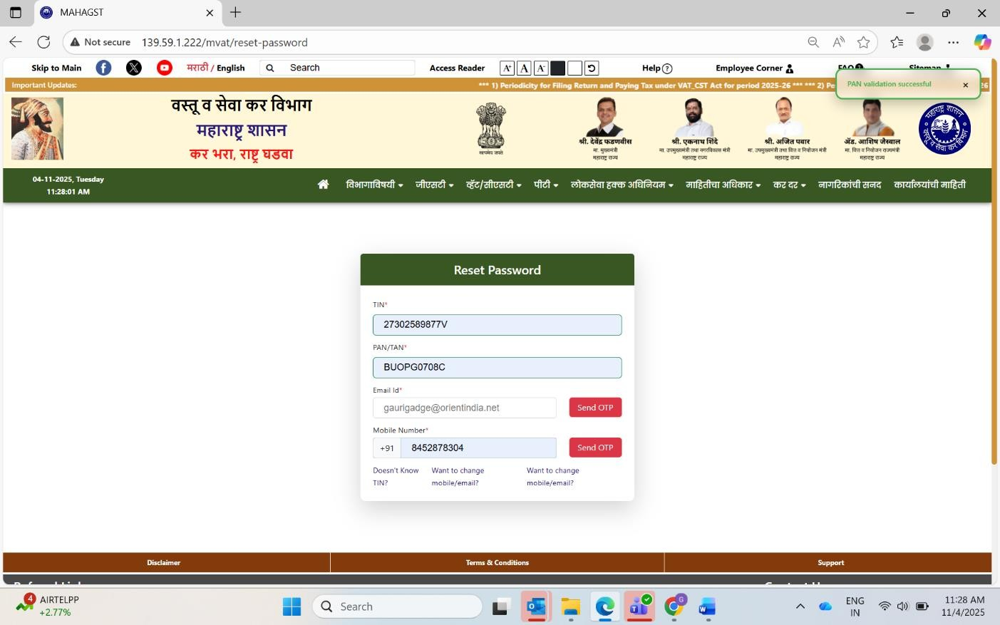 MAHAGST
Not secure 139.59.1.222/mvat/reset-password
Skip to Main मराठी / English Search Access Reader A+ A A- Help Employee Corner FAQ Sitemap
PAN validation successful
Important Updates: *** 1) Periodicity for Filing Return and Paying Tax under VAT_CST Act for period 2025-26 *** *** 2) Pe 26
वस्तू व सेवा कर विभाग
महाराष्ट्र शासन
कर भरा, राष्ट्र घडवा
सत्यमेव जयते
श्री. देवेंद्र फडणवीस
मा. मुख्यमंत्री
महाराष्ट्र राज्य
श्री. एकनाथ शिंदे
मा. उपमुख्यमंत्री तथा नगरविकास मंत्री
महाराष्ट्र राज्य
श्री. अजित पवार
मा. उपमुख्यमंत्री तथा वित्त व नियोजन मंत्री
महाराष्ट्र राज्य
ॲड. आशिष जेस्वाल
मा. वित्त व नियोजन राज्यमंत्री
महाराष्ट्र राज्य
महाराष्ट्र शासन
वस्तू व सेवा कर विभाग
04-11-2025, Tuesday
11:28:01 AM
विभागाविषयी जीएसटी व्हॅट/सीएसटी पीटी लोकसेवा हक्क अधिनियम माहितीचा अधिकार कर दर नागरिकांची सनद कार्यालयांची माहिती
Reset Password
TIN*
27302589877V
PAN/TAN*
BUOPG0708C
Email Id*
gaurigadge@orientindia.net Send OTP
Mobile Number*
+91 8452878304 Send OTP
Doesn't Know TIN?
Want to change mobile/email?
Want to change mobile/email?
Disclaimer Terms & Conditions Support
4 AIRTELPP
+2.77%
Search
ENG
IN
11:28 AM
11/4/2025